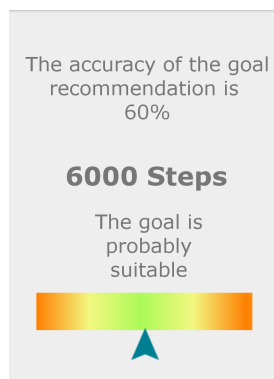 The accuracy of the goal
recommendation is
60%
6000 Steps
The goal is
probably
suitable